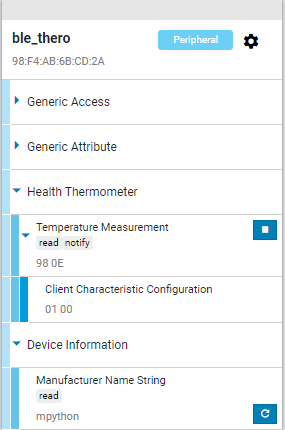 ble_thero
Peripheral
98:F4:AB:6B:CD:2A
Generic Access
Generic Attribute
Health Thermometer
Temperature Measurement
read notify
98 0E
Client Characteristic Configuration
01 00
Device Information
Manufacturer Name String
read
mpython